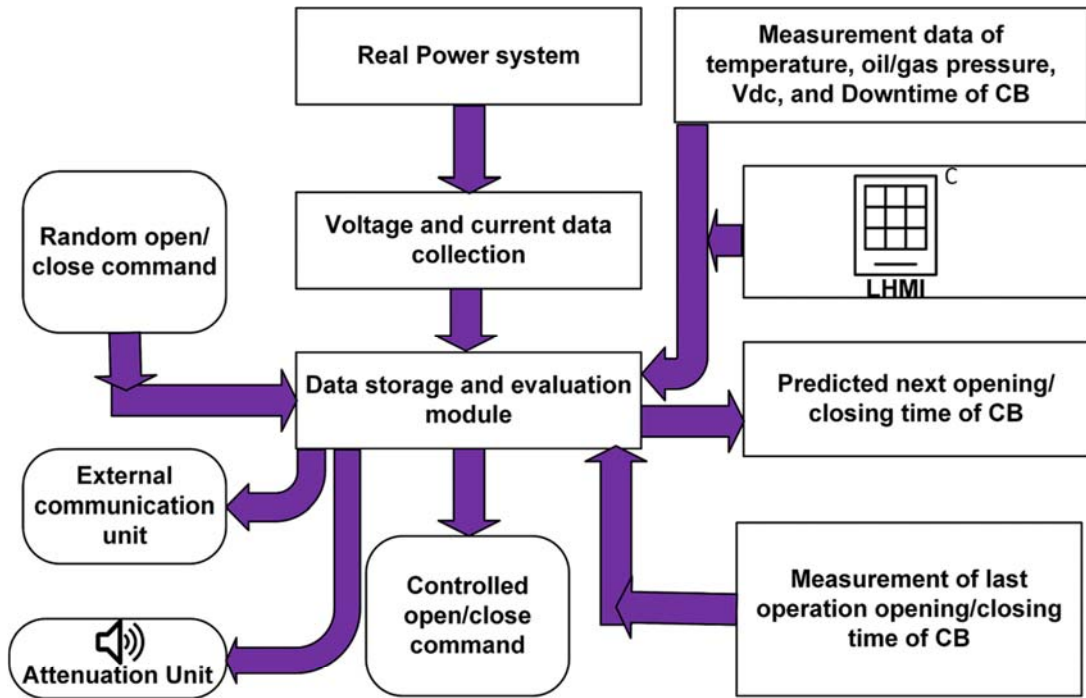 Real Power system
Measurement data of
temperature, oil/gas pressure,
Vdc, and Downtime of CB
C
LHMI
Random open/
close command
Voltage and current data
collection
Data storage and evaluation
module
Predicted next opening/
closing time of CB
External
communication
unit
Controlled
open/close
command
Measurement of last
operation opening/closing
time of CB
Attenuation Unit